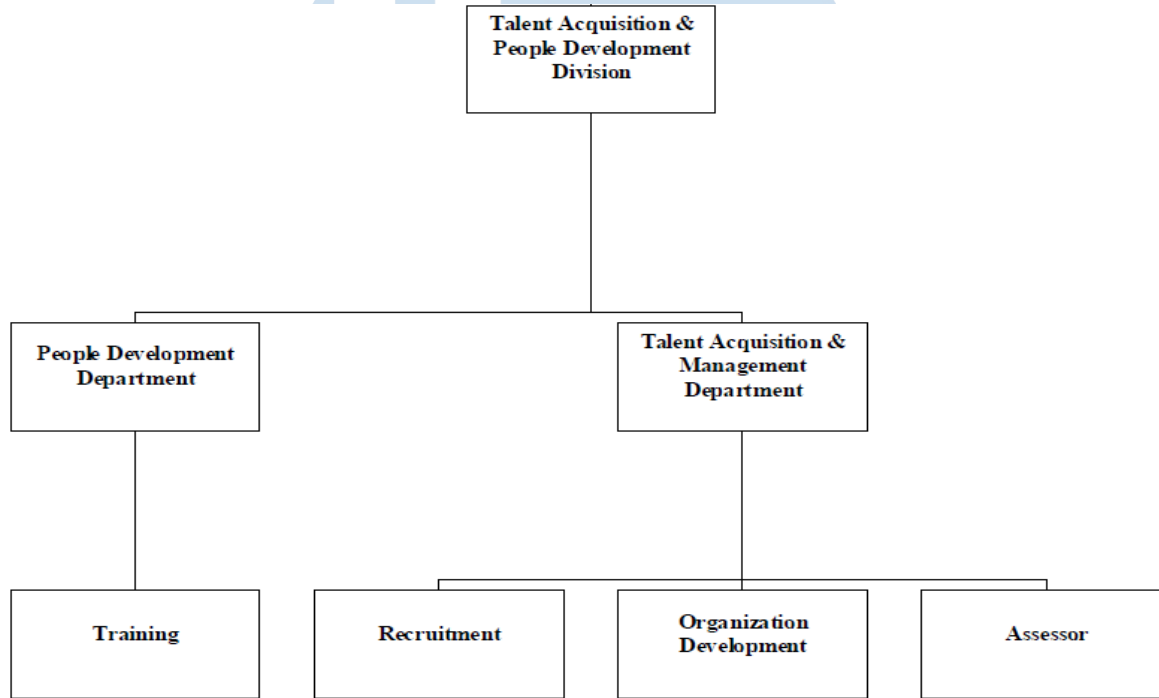 Talent Acquisition &
People Development
Division
People Development
Department
Talent Acquisition &
Management
Department
Training
Recruitment
Organization
Development
Assessor